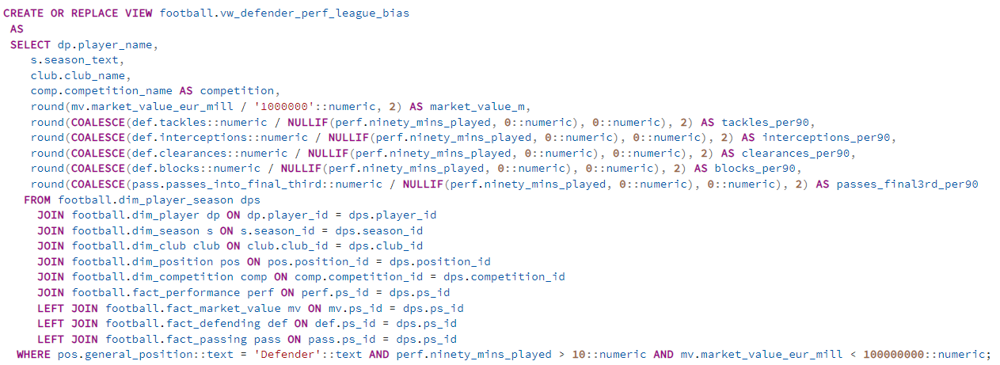 CREATE OR REPLACE VIEW football.vw_defender_perf_league_bias
AS
SELECT dp.player_name,
s.season_text,
club.club_name,
comp.competition_name AS competition,
round(mv.market_value_eur_mill / '1000000'::numeric, 2) AS market_value_m,
round(COALESCE(def.tackles::numeric / NULLIF(perf.ninety_mins_played, 0::numeric), 0::numeric), 2) AS tackles_per90,
round(COALESCE(def.interceptions::numeric / NULLIF(perf.ninety_mins_played, 0::numeric), 0::numeric), 2) AS interceptions_per90,
round(COALESCE(def.clearances::numeric / NULLIF(perf.ninety_mins_played, 0::numeric), 0::numeric), 2) AS clearances_per90,
round(COALESCE(def.blocks::numeric / NULLIF(perf.ninety_mins_played, 0::numeric), 0::numeric), 2) AS blocks_per90,
round(COALESCE(pass.passes_into_final_third::numeric / NULLIF(perf.ninety_mins_played, 0::numeric), 0::numeric), 2) AS passes_final3rd_per90
FROM football.dim_player_season dps
JOIN football.dim_player dp ON dp.player_id = dps.player_id
JOIN football.dim_season s ON s.season_id = dps.season_id
JOIN football.dim_club club ON club.club_id = dps.club_id
JOIN football.dim_position pos ON pos.position_id = dps.position_id
JOIN football.dim_competition comp ON comp.competition_id = dps.competition_id
JOIN football.fact_performance perf ON perf.ps_id = dps.ps_id
LEFT JOIN football.fact_market_value mv ON mv.ps_id = dps.ps_id
LEFT JOIN football.fact_defending def ON def.ps_id = dps.ps_id
LEFT JOIN football.fact_passing pass ON pass.ps_id = dps.ps_id
WHERE pos.general_position::text = 'Defender'::text AND perf.ninety_mins_played > 10::numeric AND mv.market_value_eur_mill < 100000000::numeric;